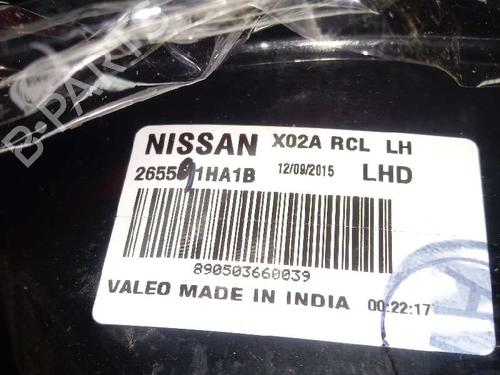 B-PARTS
NISSAN X02A RCL LH
12/09/2015 LHD
890503660039
VALEO MADE IN INDIA 00:22:17